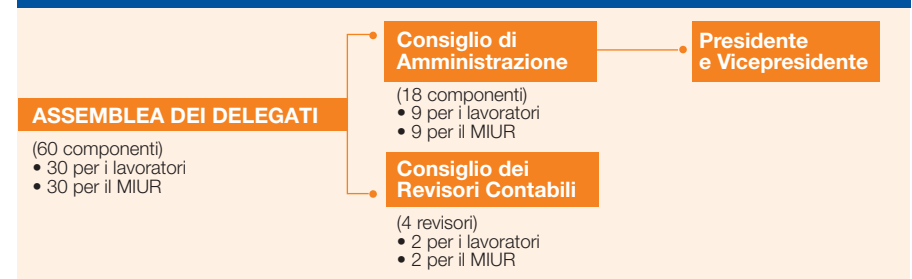 ASSEMBLEA DEI DELEGATI
(60 componenti)
• 30 per i lavoratori
• 30 per il MIUR
Consiglio di
Amministrazione
(18 componenti)
• 9 per i lavoratori
• 9 per il MIUR
Presidente
e Vicepresidente
Consiglio dei
Revisori Contabili
(4 revisori)
• 2 per i lavoratori
• 2 per il MIUR